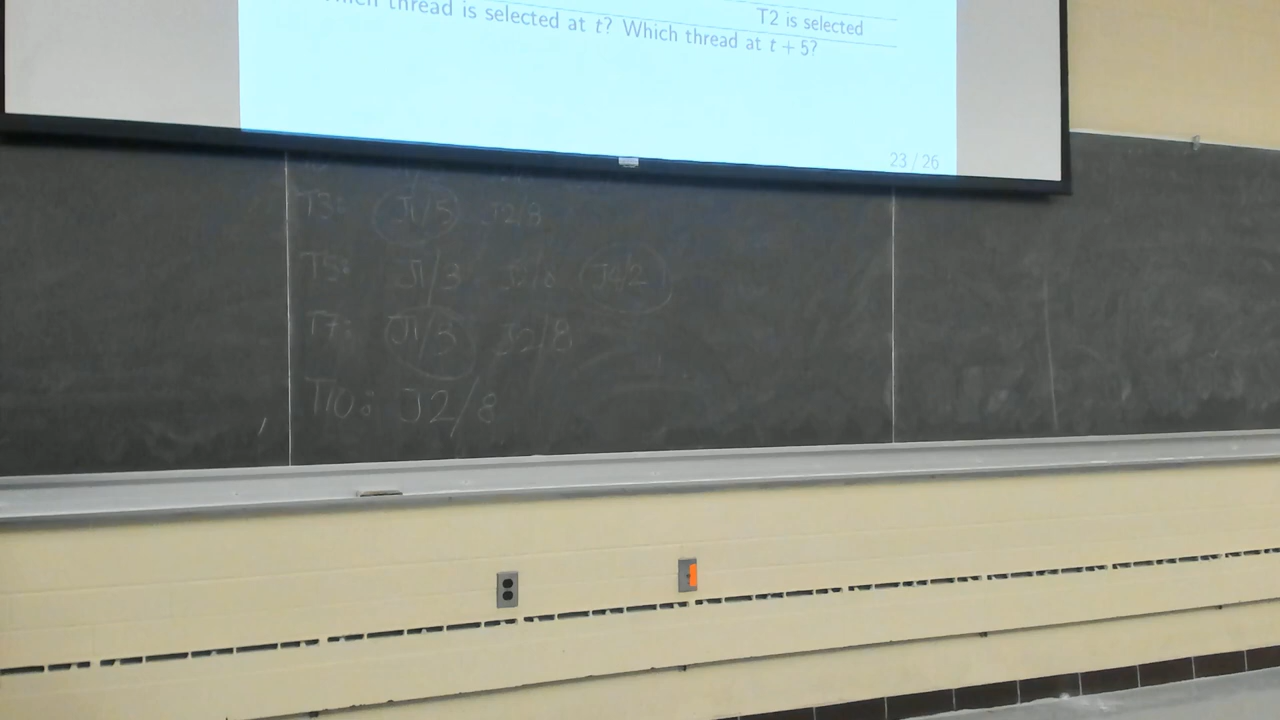 T2 is selected
thread is selected at t? Which thread at t + 5?
23 / 26
T3: J1/5 J2/8
T5: J1/3 J2/8 J4/2
T7: J1/3 J2/8
T10: J2/8